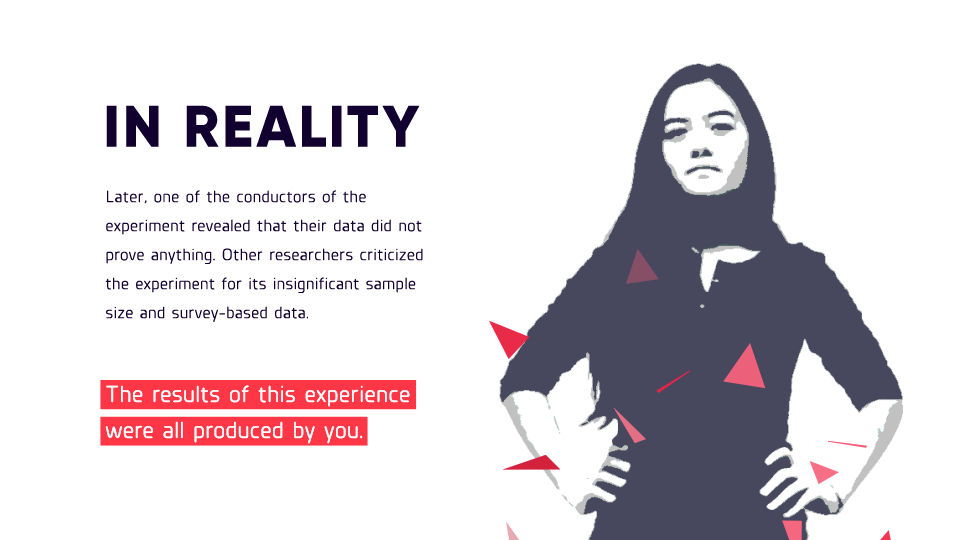 IN REALITY
Later, one of the conductors of the
experiment revealed that their data did not
prove anything. Other researchers criticized
the experiment for its insignificant sample
size and survey-based data.
The results of this experience
were all produced by you.